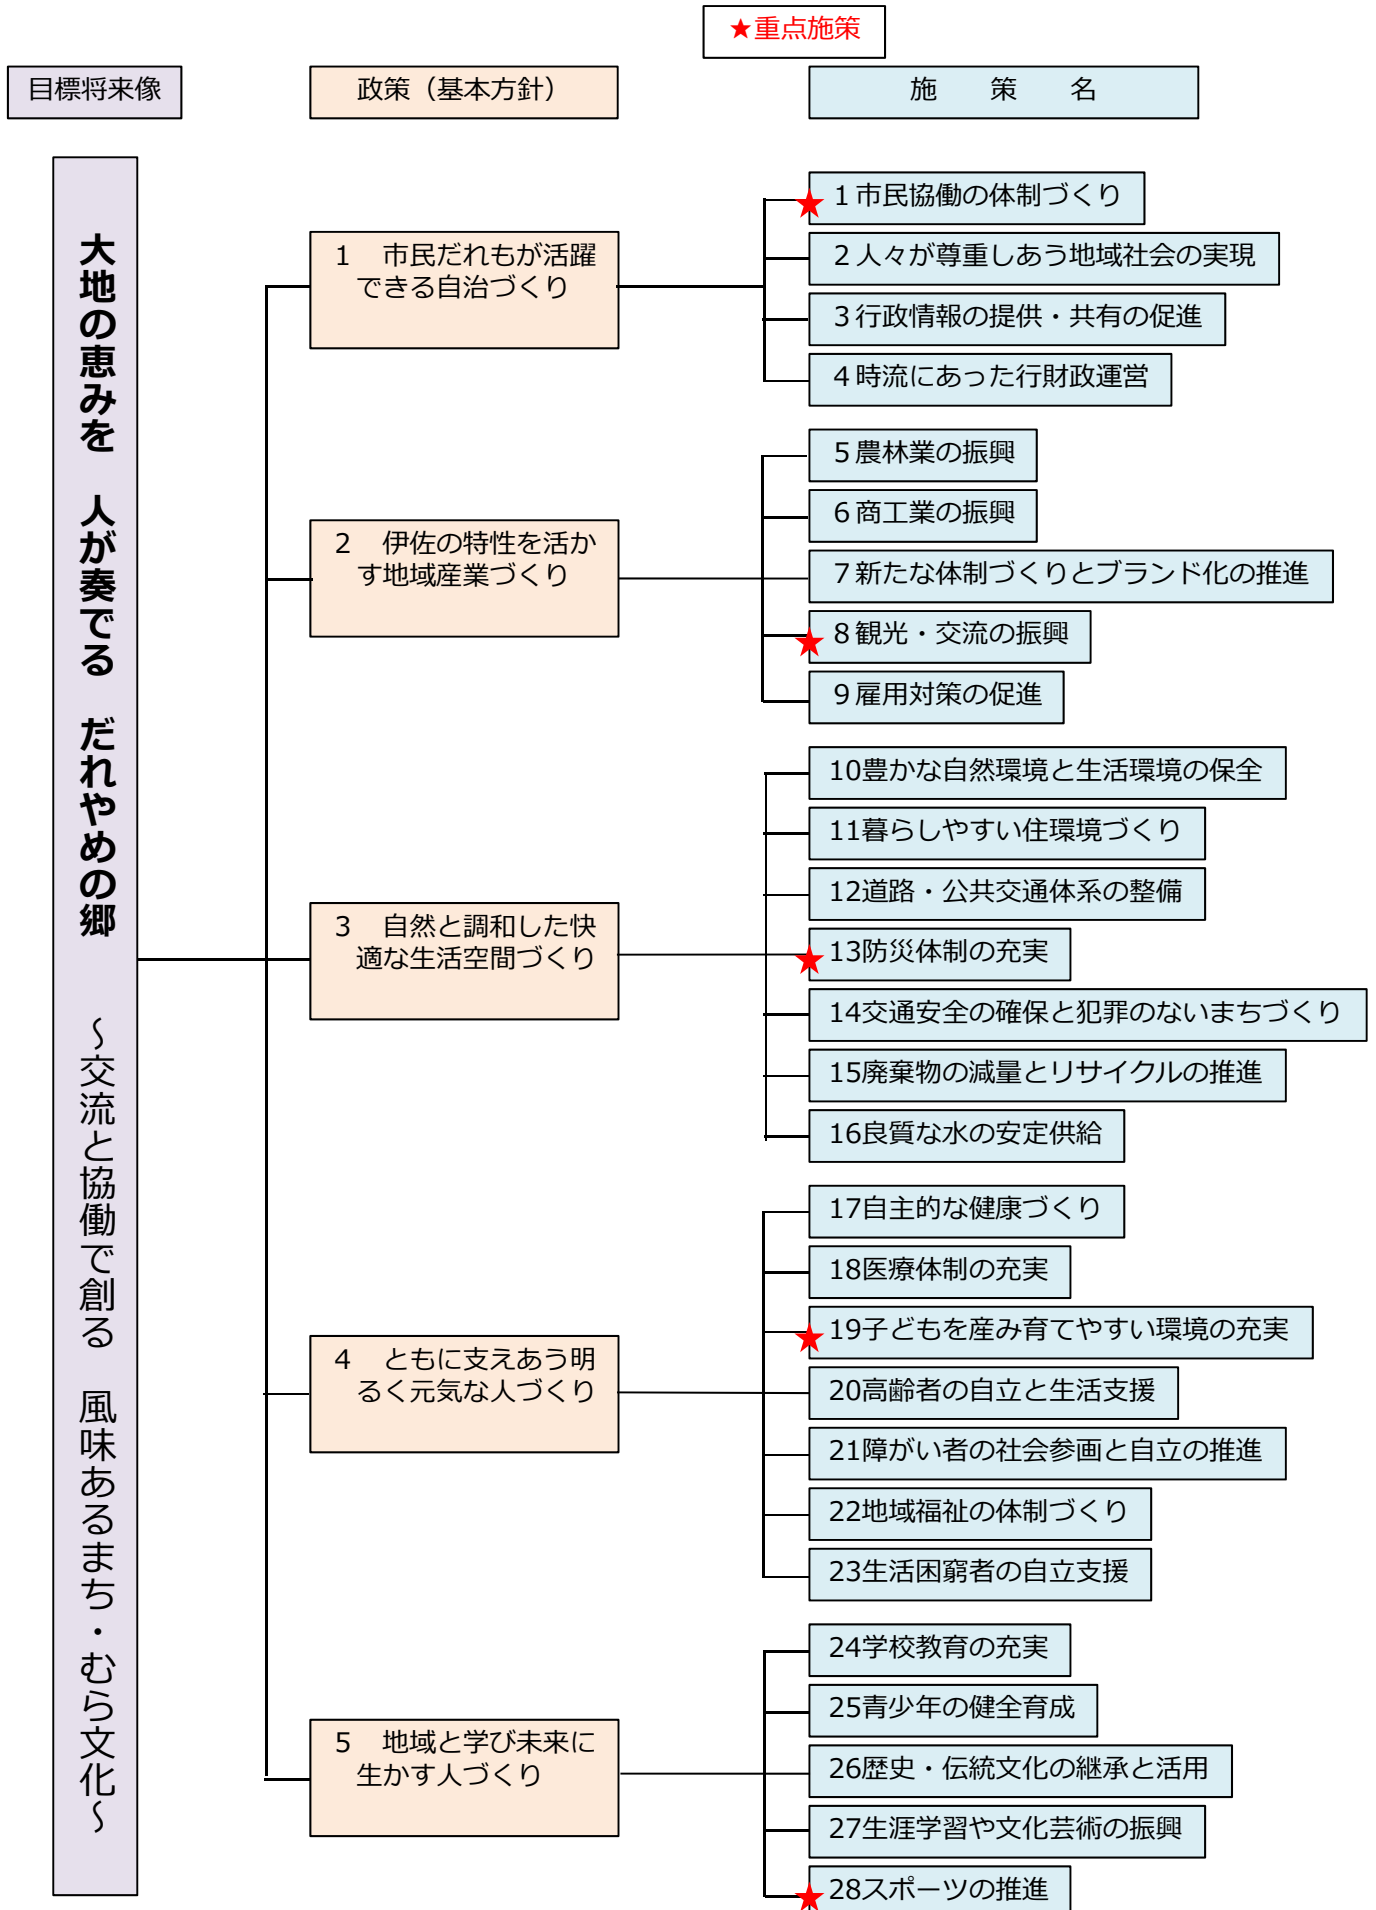 ★重点施策
目標将来像
政策（基本方針）
施　策　名
大地の恵みを　人が奏でる　だれやめの郷　～交流と協働で創る　風味あるまち・むら文化～
1　市民だれもが活躍
できる自治づくり
★1市民協働の体制づくり
2人々が尊重しあう地域社会の実現
3行政情報の提供・共有の促進
4時流にあった行財政運営
2　伊佐の特性を活か
す地域産業づくり
5農林業の振興
6商工業の振興
7新たな体制づくりとブランド化の推進
★8観光・交流の振興
9雇用対策の促進
3　自然と調和した快
適な生活空間づくり
10豊かな自然環境と生活環境の保全
11暮らしやすい住環境づくり
12道路・公共交通体系の整備
★13防災体制の充実
14交通安全の確保と犯罪のないまちづくり
15廃棄物の減量とリサイクルの推進
16良質な水の安定供給
4　ともに支えあう明
るく元気な人づくり
17自主的な健康づくり
18医療体制の充実
★19子どもを産み育てやすい環境の充実
20高齢者の自立と生活支援
21障がい者の社会参画と自立の推進
22地域福祉の体制づくり
23生活困窮者の自立支援
5　地域と学び未来に
生かす人づくり
24学校教育の充実
25青少年の健全育成
26歴史・伝統文化の継承と活用
27生涯学習や文化芸術の振興
★28スポーツの推進